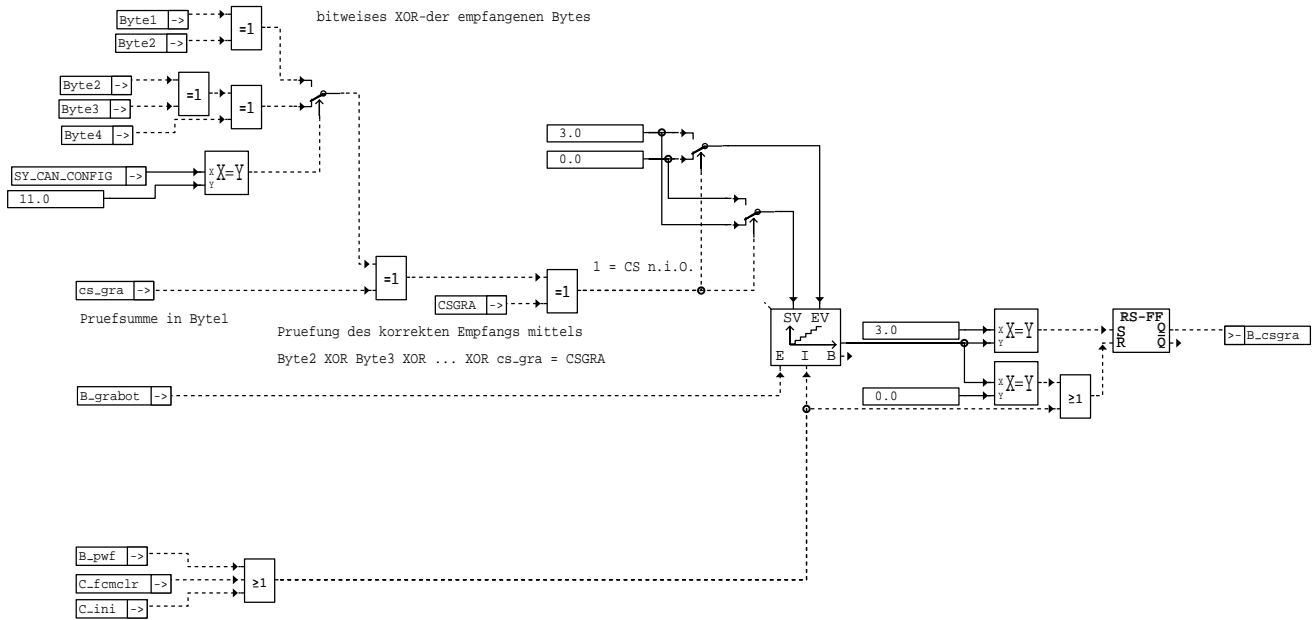 Byte1 ->
bitweises XOR-der empfangenen Bytes
=1
Byte2 ->
Byte2 ->
=1
Byte3 ->
=1
Byte4 ->
3.0
0.0
SY_CAN_CONFIG ->
X X=Y
Y
11.0
1 = CS n.i.O.
=1
cs_gra ->
=1
CSGRA ->
Pruefsumme in Byte1
Pruefung des korrekten Empfangs mittels
Byte2 XOR Byte3 XOR ... XOR cs_gra = CSGRA
SV EV
E I B
3.0
X X=Y
Y
RS-FF
S Q
R Q
>- B_csgra
B_grabot ->
0.0
X X=Y
Y
≥1
B_pwf ->
C_fcmclr ->
≥1
C_ini ->